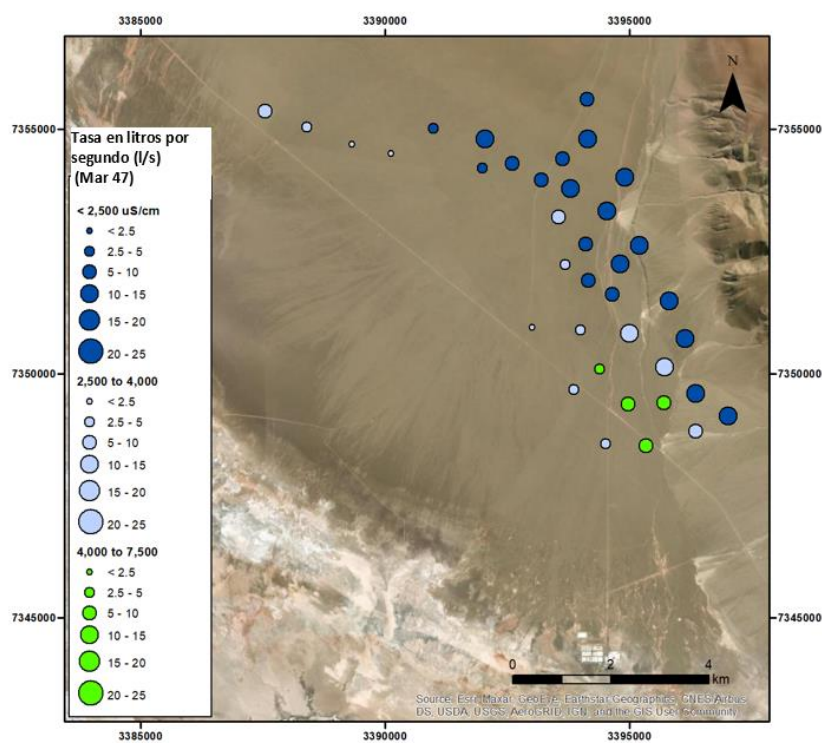 3385000
3390000
3395000
N
7355000
7355000
Tasa en litros por
segundo (l/s)
(Mar 47)
< 2,500 uS/cm
< 2.5
2.5 - 5
5 - 10
10 - 15
15 - 20
20 - 25
7350000
7350000
2,500 to 4,000
< 2.5
2.5 - 5
5 - 10
10 - 15
15 - 20
20 - 25
4,000 to 7,500
< 2.5
2.5 - 5
5 - 10
10 - 15
15 - 20
20 - 25
7345000
7345000
0 2 4
km
Source: Esri, Maxar, GeoEye, Earthstar Geographics, CNES/Airbus
DS, USDA, USGS, AeroGRID, IGN, and the GIS User Community
3385000
3390000
3395000